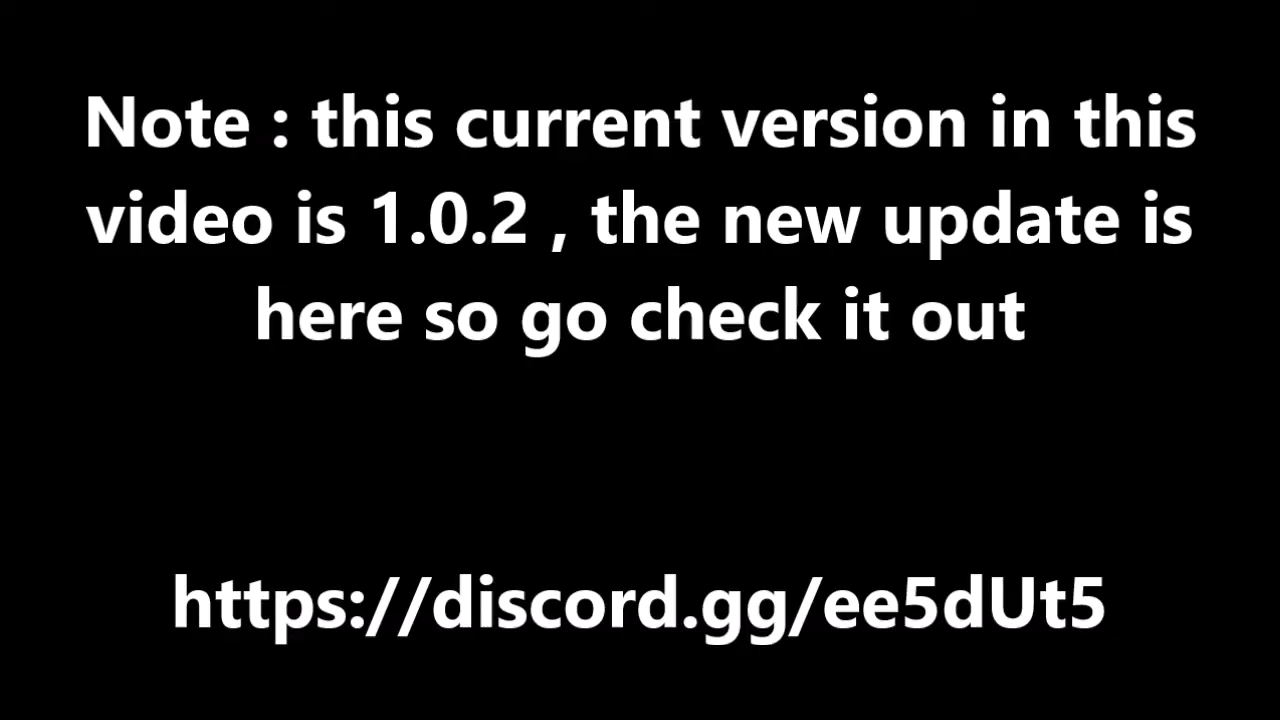 Note : this current version in this
video is 1.0.2 , the new update is
here so go check it out
https://discord.gg/ee5dUt5